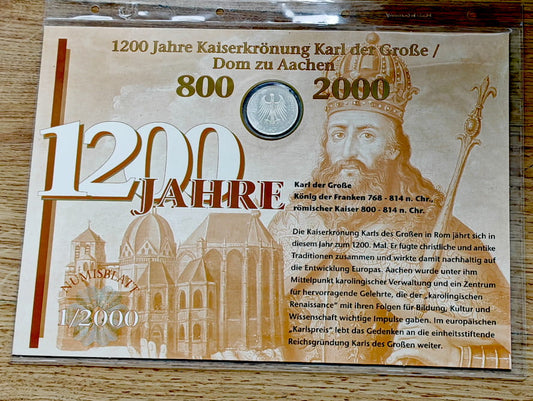 1200 Jahre Kaiserkrönung Karl der Große /
Dom zu Aachen
800 2000
1200
JAHRE
Karl der Große
König der Franken 768 - 814 n. Chr.,
römischer Kaiser 800 - 814 n. Chr.
Die Kaiserkrönung Karls des Großen in Rom jährt sich in
diesem Jahr zum 1200. Mal. Er fügte christliche und antike
Traditionen zusammen und wirkte damit nachhaltig auf
die Entwicklung Europas. Aachen wurde unter ihm
Mittelpunkt karolingischer Verwaltung und ein Zentrum
für hervorragende Gelehrte, die der „karolingischen
Renaissance" mit ihren Folgen für Bildung, Kultur und
Wissenschaft wichtige Impulse gaben. Im europäischen
„Karlspreis" lebt das Gedenken an die einheitsstiftende
Reichsgründung Karls des Großen weiter.
NUMISBLATT
1/2000